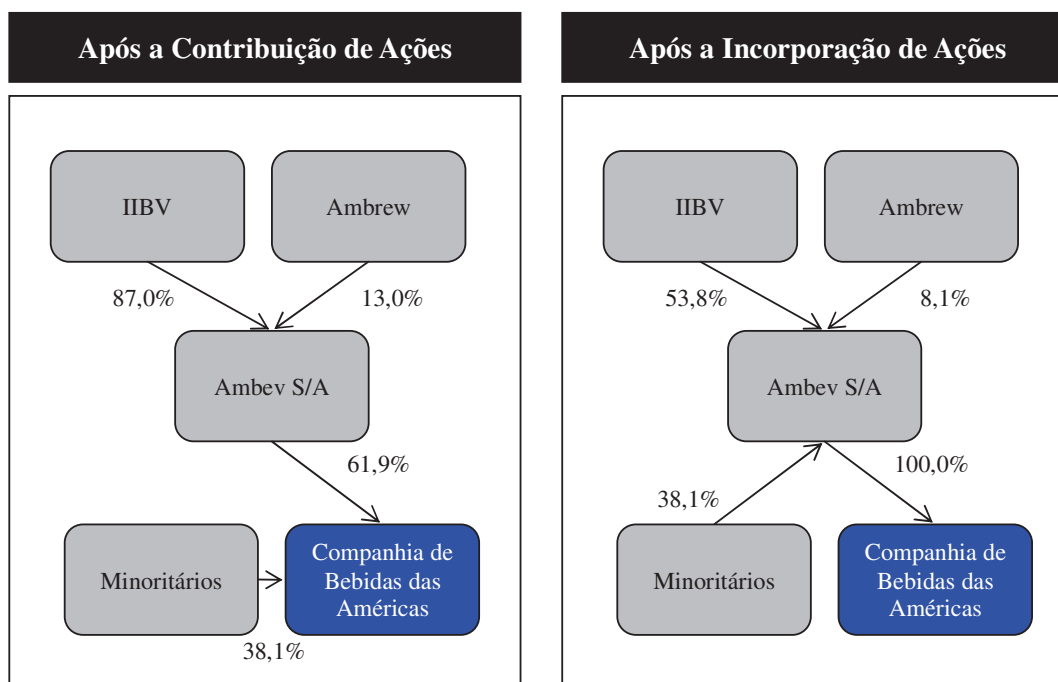 Após a Contribuição de Ações
IIBV
Ambrew
87,0%
13,0%
Ambev S/A
61,9%
Minoritários
Companhia de
Bebidas das
Américas
38,1%
Após a Incorporação de Ações
IIBV
Ambrew
53,8%
8,1%
Ambev S/A
100,0%
38,1%
Minoritários
Companhia de
Bebidas das
Américas